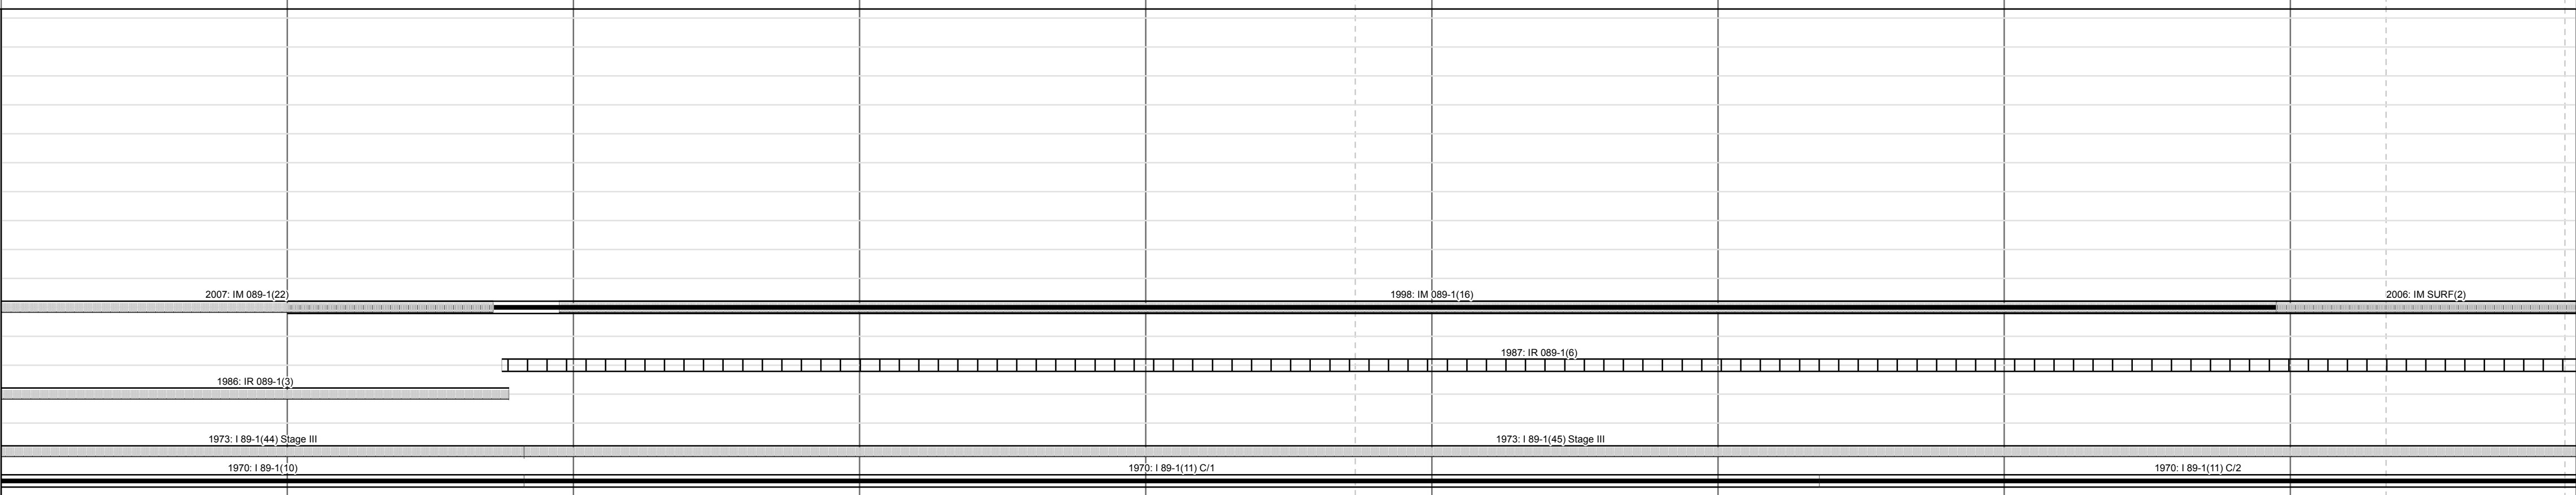 2007: IM 089-1(22)
1998: IM 089-1(16)
2006: IM SURF(2)
1987: IR 089-1(6)
1986: IR 089-1(3)
1973: I 89-1(44) Stage III
1973: I 89-1(45) Stage III
1970: I 89-1(10)
1970: I 89-1(11) C/1
1970: I 89-1(11) C/2